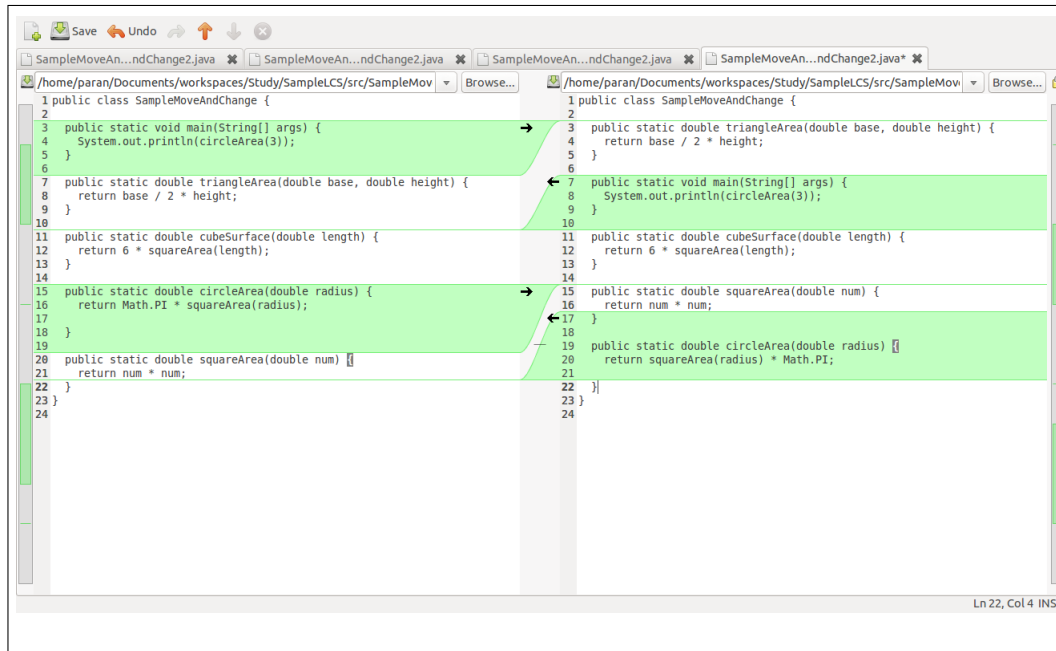 Save Undo
SampleMoveAn...ndChange2.java SampleMoveAn...ndChange2.java SampleMoveAn...ndChange2.java SampleMoveAn...ndChange2.java*
/home/paran/Documents/workspaces/Study/SampleLCS/src/SampleMov Browse...
1 public class SampleMoveAndChange {
2
3 public static void main(String[] args) {
4 System.out.println(circleArea(3));
5 }
6
7 public static double triangleArea(double base, double height) {
8 return base / 2 * height;
9 }
10
11 public static double cubeSurface(double length) {
12 return 6 * squareArea(length);
13 }
14
15 public static double circleArea(double radius) {
16 return Math.PI * squareArea(radius);
17
18 }
19
20 public static double squareArea(double num) {
21 return num * num;
22 }
23 }
24
/home/paran/Documents/workspaces/Study/SampleLCS/src/SampleMov Browse...
1 public class SampleMoveAndChange {
2
3 public static double triangleArea(double base, double height) {
4 return base / 2 * height;
5 }
6
7 public static void main(String[] args) {
8 System.out.println(circleArea(3));
9 }
10
11 public static double cubeSurface(double length) {
12 return 6 * squareArea(length);
13 }
14
15 public static double squareArea(double num) {
16 return num * num;
17 }
18
19 public static double circleArea(double radius) {
20 return squareArea(radius) * Math.PI;
21
22 }
23 }
24
Ln 22, Col 4 INS